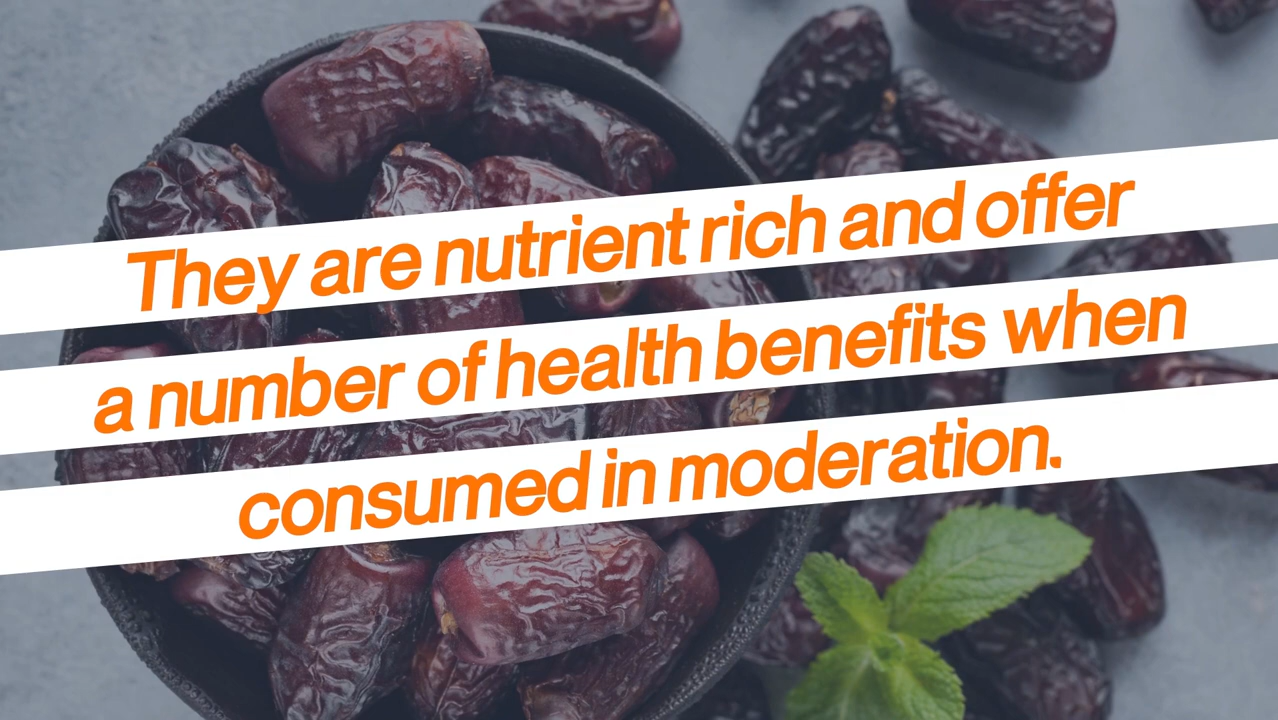 They are nutrient rich and offer
a number of health benefits when
consumed in moderation.